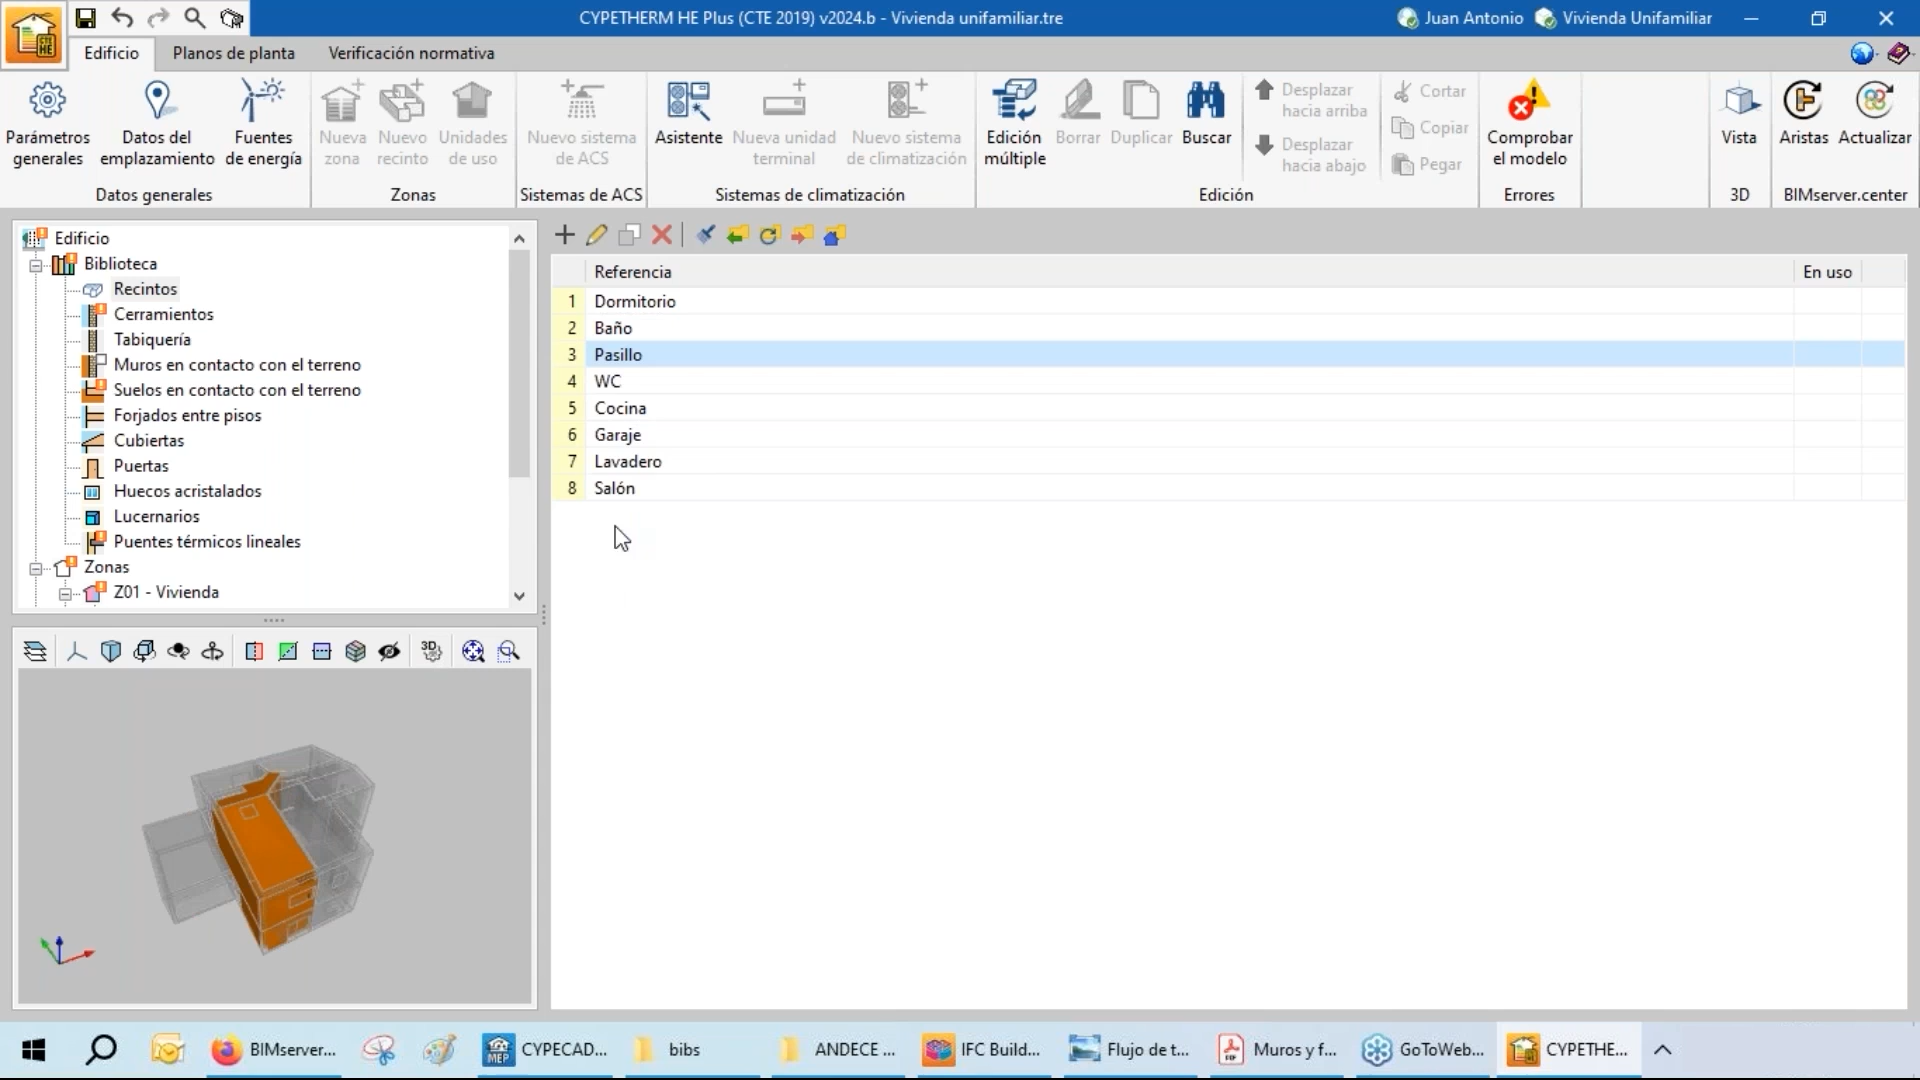 CYPETHERM HE Plus (CTE 2019) v2024.b - Vivienda unifamiliar.tre
Juan Antonio
Vivienda Unifamiliar
CTE
HE
Edificio
Planos de planta
Verificación normativa
Parámetros
generales
Datos del
emplazamiento
Fuentes
de energía
Datos generales
Nueva
zona
Nuevo
recinto
Unidades
de uso
Zonas
Nuevo sistema
de ACS
Sistemas de ACS
Asistente
Nueva unidad
terminal
Nuevo sistema
de climatización
Sistemas de climatización
Edición
múltiple
Borrar
Duplicar
Buscar
Desplazar
hacia arriba
Desplazar
hacia abajo
Cortar
Copiar
Pegar
Edición
Comprobar
el modelo
Errores
Vista
3D
Aristas
Actualizar
BIMserver.center
Edificio
Biblioteca
Recintos
Cerramientos
Tabiquería
Muros en contacto con el terreno
Suelos en contacto con el terreno
Forjados entre pisos
Cubiertas
Puertas
Huecos acristalados
Lucernarios
Puentes térmicos lineales
Zonas
Z01 - Vivienda
3D
Referencia
En uso
1 Dormitorio
2 Baño
3 Pasillo
4 WC
5 Cocina
6 Garaje
7 Lavadero
8 Salón
BIMserver...
MEP
CYPECAD...
bibs
ANDECE ...
IFC Build...
Flujo de t...
PDF
Muros y f...
GoToWeb...
CYPETHE...